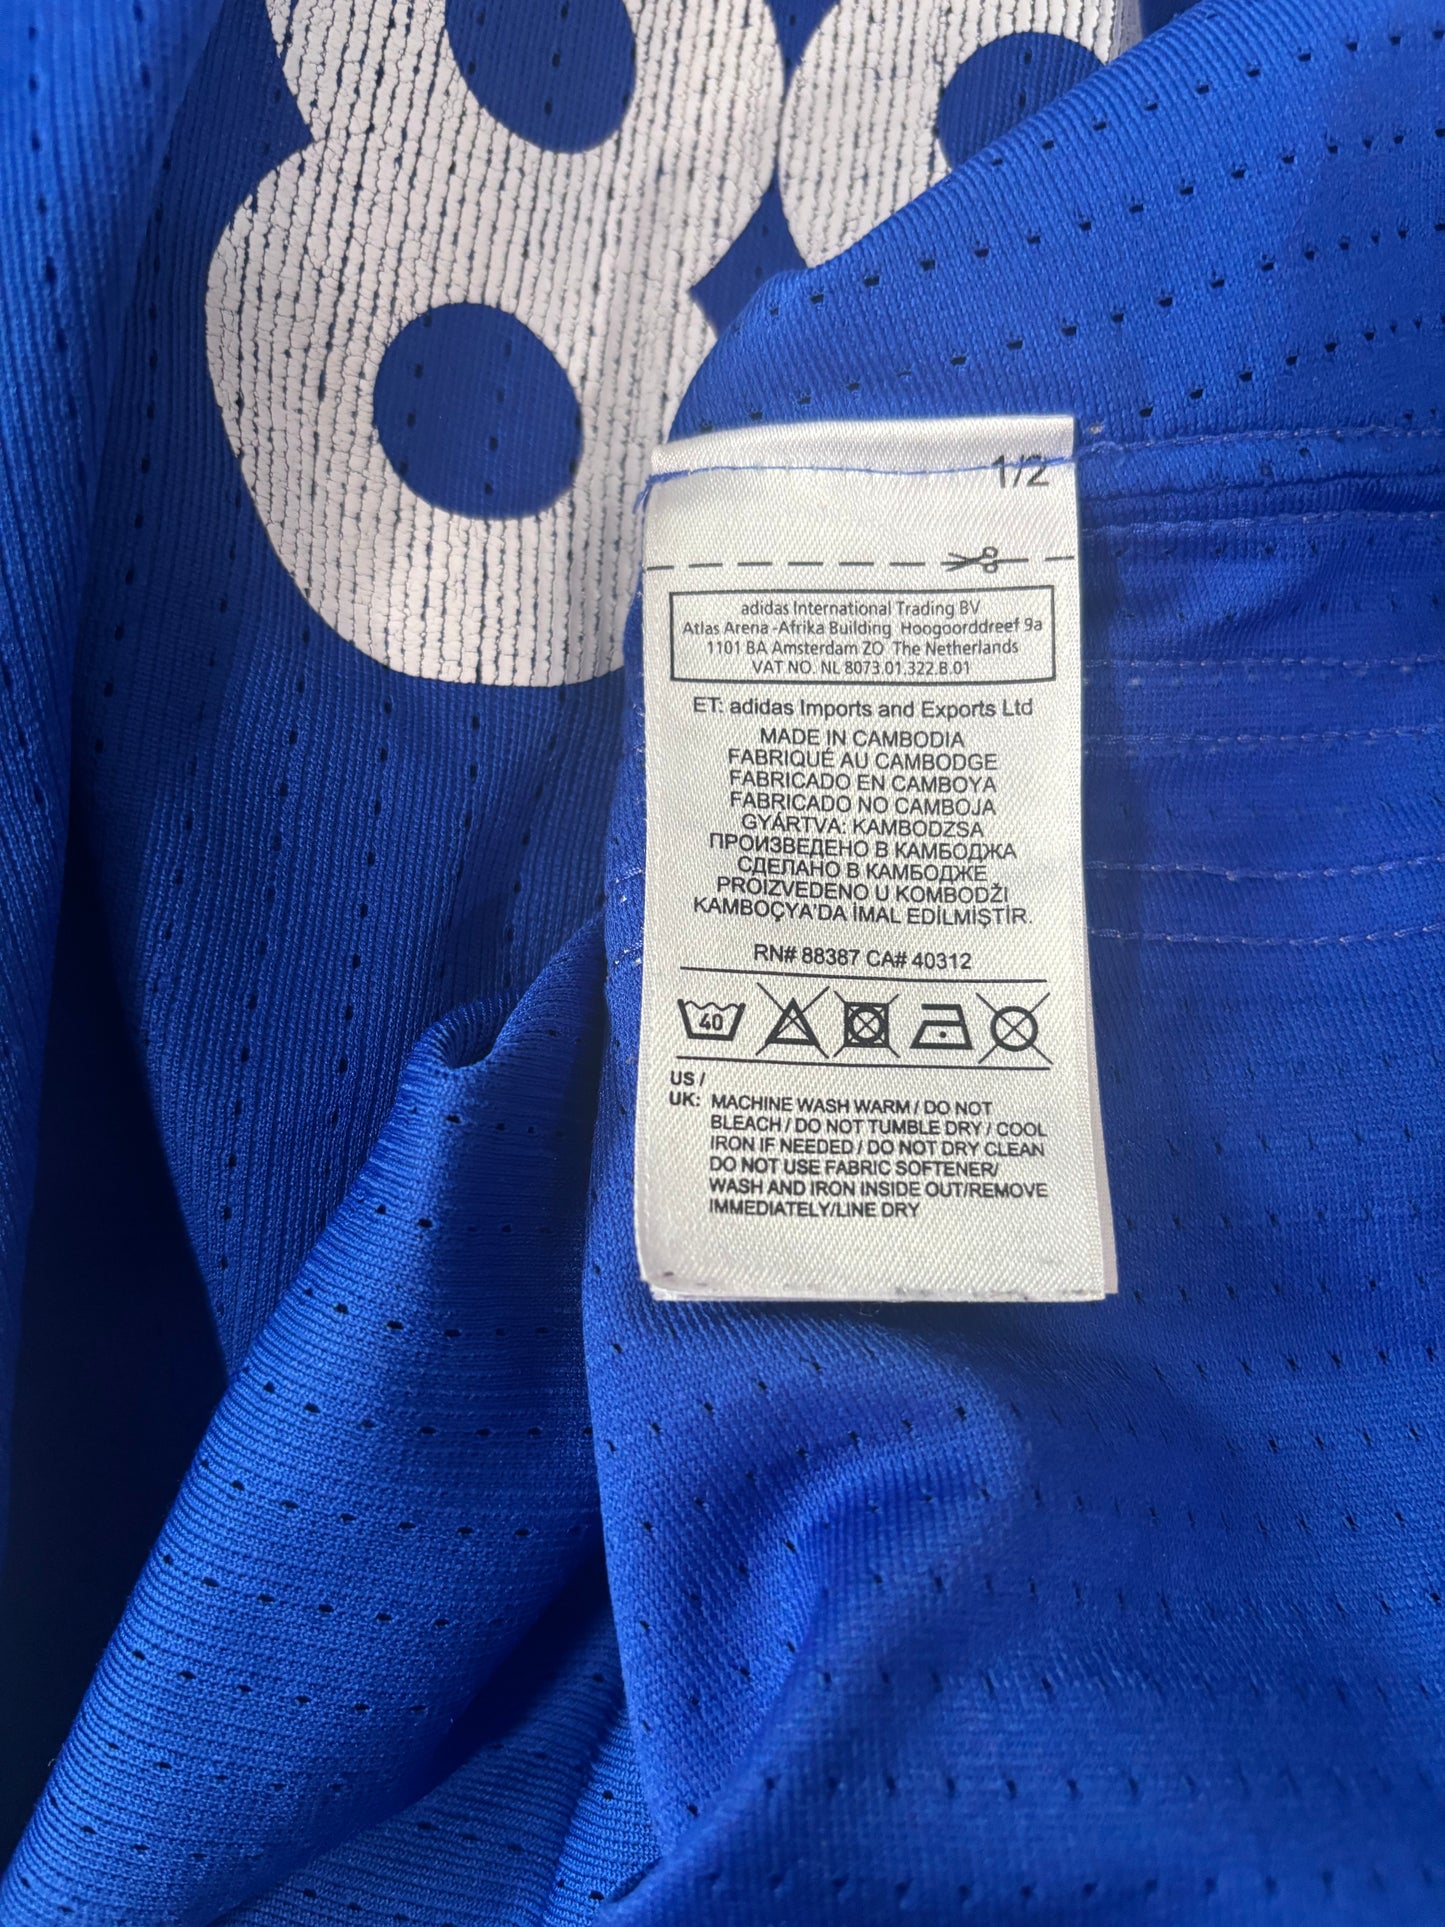 88
1/2
adidas International Trading BV
Atlas Arena -Afrika Building Hoogoorddreef 9a
1101 BA Amsterdam ZO The Netherlands
VAT NO. NL 8073.01.322.B.01
ET: adidas Imports and Exports Ltd
MADE IN CAMBODIA
FABRIQUÉ AU CAMBODGE
FABRICADO EN CAMBOYA
FABRICADO NO CAMBOJA
GYÁRTVA: KAMBODZSA
ПРОИЗВЕДЕНО В КАМБОДЖА
СДЕЛАНО В КАМБОДЖЕ
PROIZVEDENO U KOMBODŽI
KAMBOÇYA'DA İMAL EDİLMİŞTİR.
RN# 88387 CA# 40312
40
US /
UK: MACHINE WASH WARM / DO NOT
BLEACH / DO NOT TUMBLE DRY / COOL
IRON IF NEEDED / DO NOT DRY CLEAN
DO NOT USE FABRIC SOFTENER/
WASH AND IRON INSIDE OUT/REMOVE
IMMEDIATELY/LINE DRY